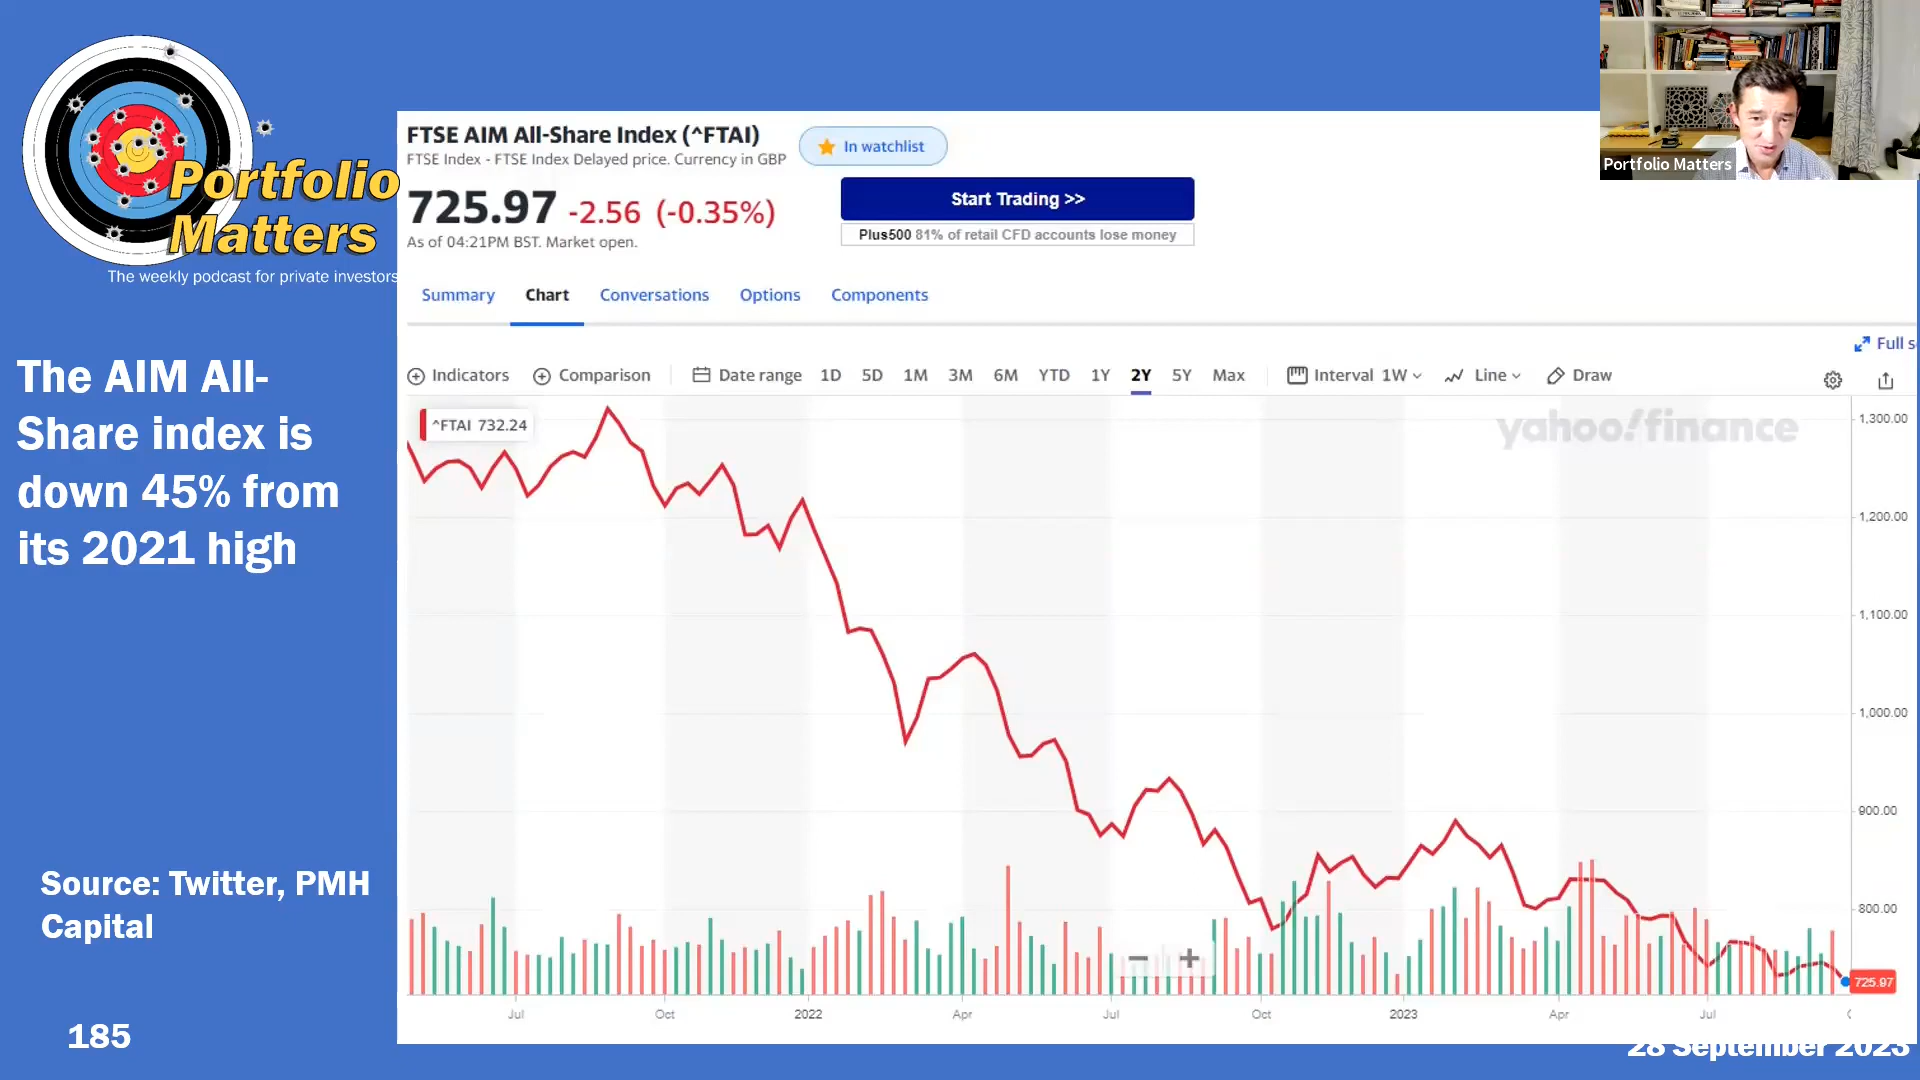 Portfolio
Matters
The weekly podcast for private investors
The AIM All-
Share index is
down 45% from
its 2021 high
Source: Twitter, PMH
Capital
185
FTSE AIM All-Share Index (^FTAI)
In watchlist
FTSE Index - FTSE Index Delayed price. Currency in GBP
725.97 -2.56 (-0.35%)
As of 04:21PM BST. Market open.
Start Trading >>
Plus500 81% of retail CFD accounts lose money
Portfolio Matters
Summary Chart Conversations Options Components
Full s
Indicators Comparison Date range 1D 5D 1M 3M 6M YTD 1Y 2Y 5Y Max Interval 1W Line Draw
^FTAI 732.24
yahoo!finance
1,300.00
1,200.00
1,100.00
1,000.00
900.00
800.00
725.97
Jul Oct 2022 Apr Jul Oct 2023 Apr Jul
28 September 2023